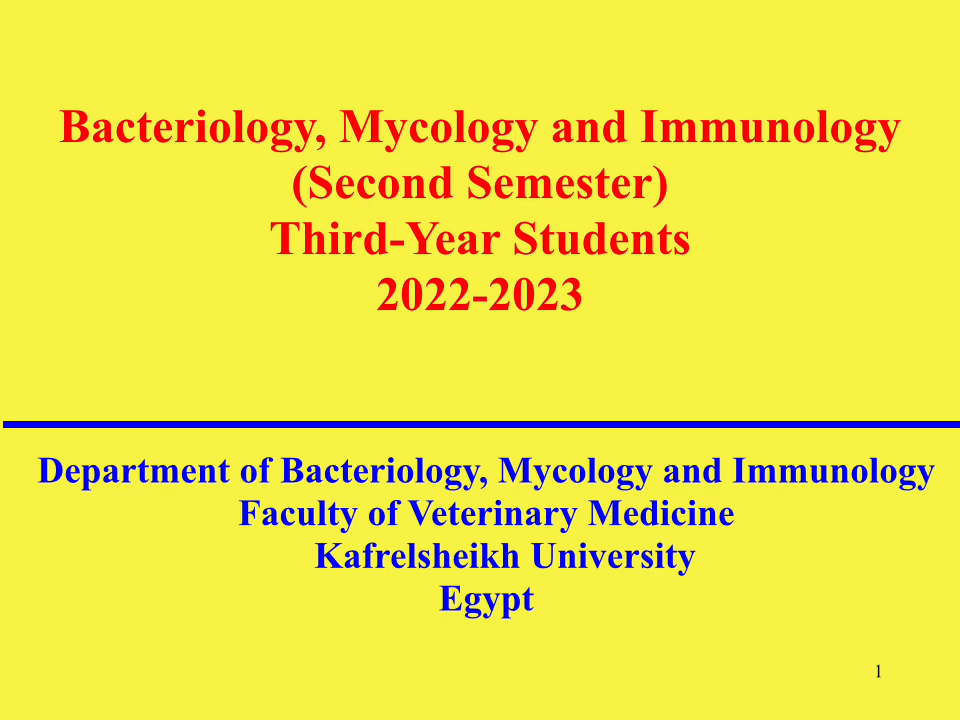 Bacteriology, Mycology and Immunology
(Second Semester)
Third-Year Students
2022-2023
Department of Bacteriology, Mycology and Immunology
Faculty of Veterinary Medicine
Kafrelsheikh University
Egypt
1